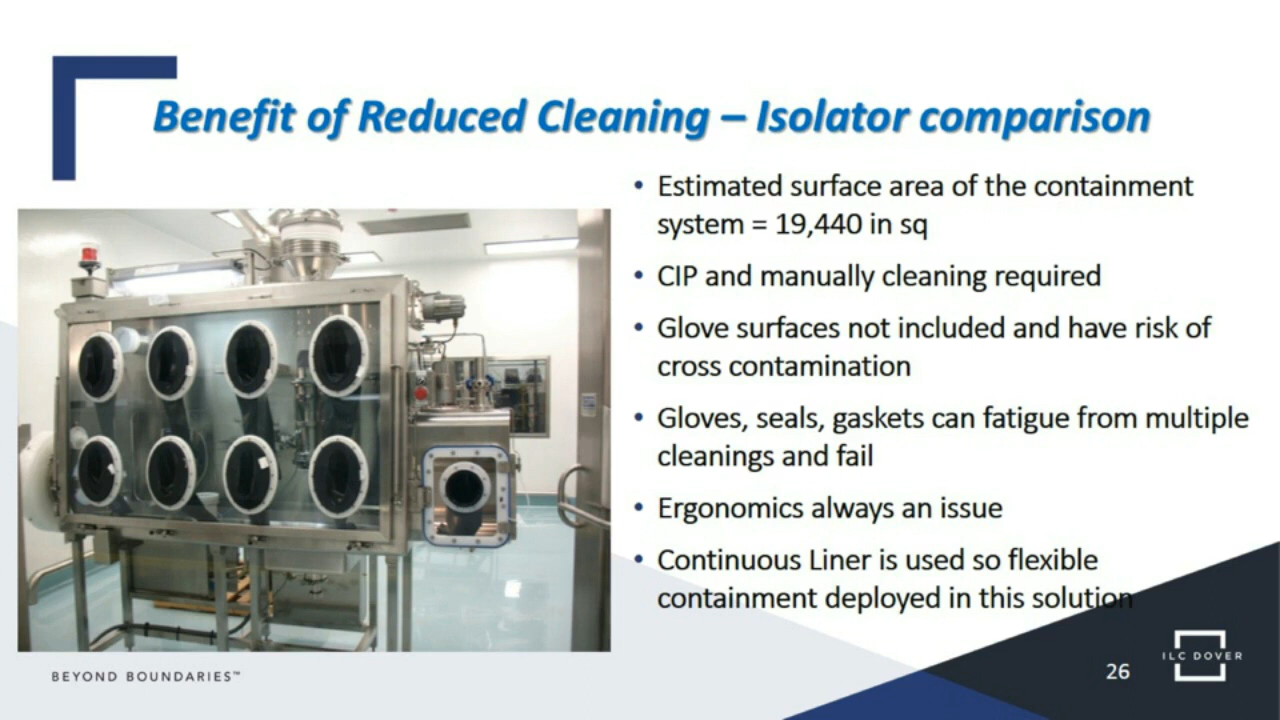 Benefit of Reduced Cleaning – Isolator comparison
• Estimated surface area of the containment
system = 19,440 in sq
• CIP and manually cleaning required
• Glove surfaces not included and have risk of
cross contamination
• Gloves, seals, gaskets can fatigue from multiple
cleanings and fail
• Ergonomics always an issue
• Continuous Liner is used so flexible
containment deployed in this solution
BEYOND BOUNDARIES™
26
ILC DOVER